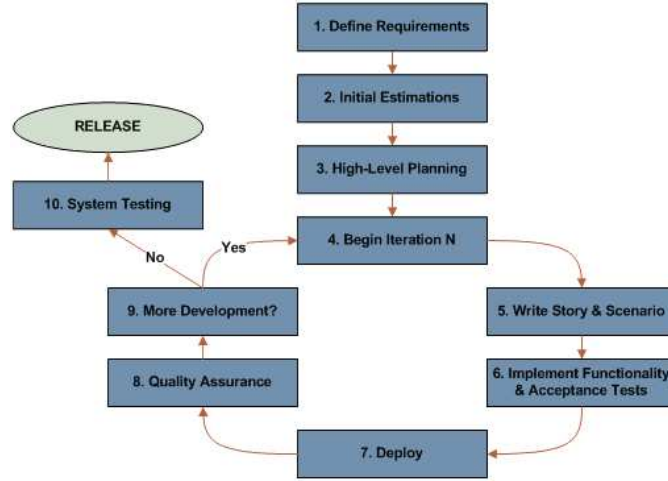 1. Define Requirements
2. Initial Estimations
3. High-Level Planning
4. Begin Iteration N
5. Write Story & Scenario
6. Implement Functionality
& Acceptance Tests
7. Deploy
8. Quality Assurance
9. More Development?
Yes
No
10. System Testing
RELEASE